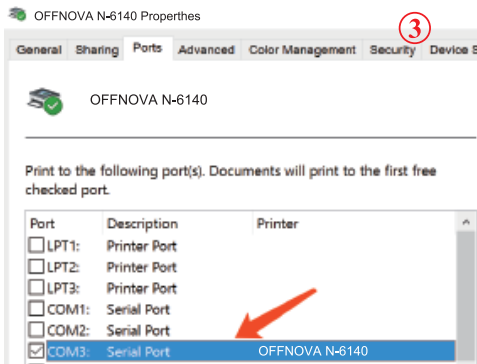 OFFNOVA N-6140 Properthes
③
General Sharing Ports Advanced Color Management Security Device S
OFFNOVA N-6140
Print to the following port(s). Documents will print to the first free
checked port.
Port Description Printer
LPT1: Printer Port
LPT2: Printer Port
LPT3: Printer Port
COM1: Serial Port
COM2: Serial Port
COM3: Serial Port OFFNOVA N-6140